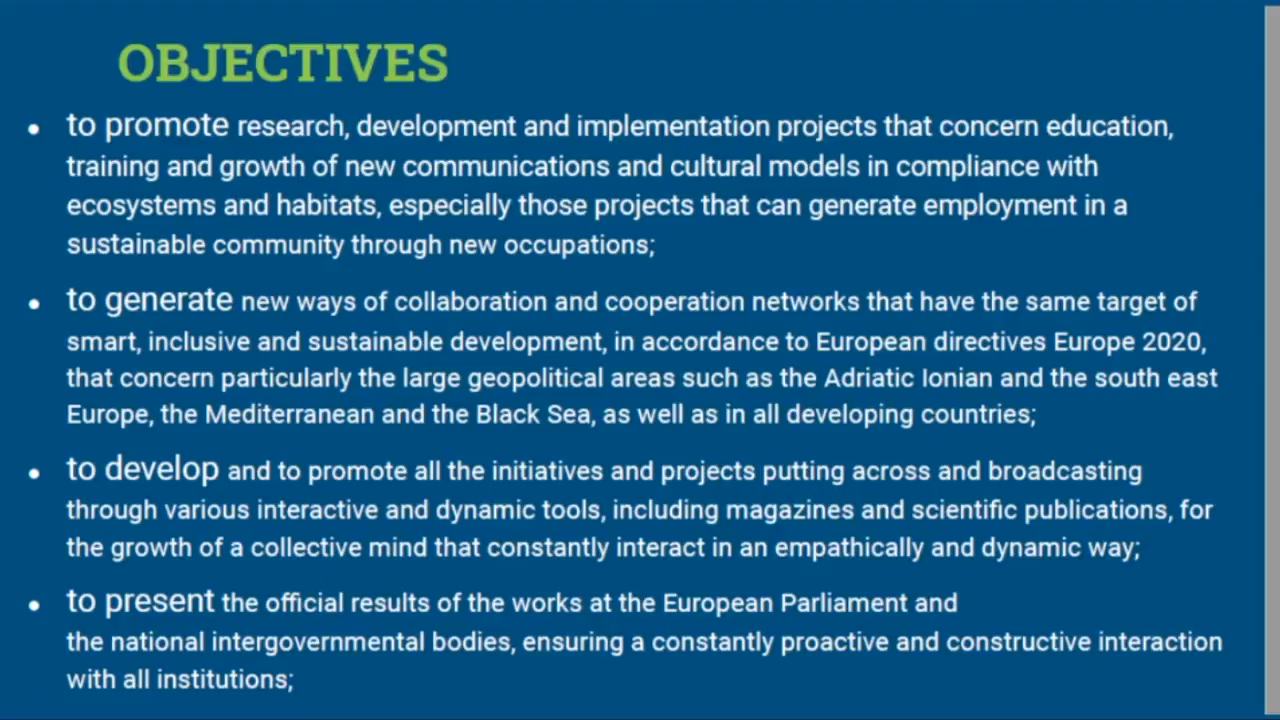 OBJECTIVES
• to promote research, development and implementation projects that concern education,
training and growth of new communications and cultural models in compliance with
ecosystems and habitats, especially those projects that can generate employment in a
sustainable community through new occupations;
• to generate new ways of collaboration and cooperation networks that have the same target of
smart, inclusive and sustainable development, in accordance to European directives Europe 2020,
that concern particularly the large geopolitical areas such as the Adriatic Ionian and the south east
Europe, the Mediterranean and the Black Sea, as well as in all developing countries;
• to develop and to promote all the initiatives and projects putting across and broadcasting
through various interactive and dynamic tools, including magazines and scientific publications, for
the growth of a collective mind that constantly interact in an empathically and dynamic way;
• to present the official results of the works at the European Parliament and
the national intergovernmental bodies, ensuring a constantly proactive and constructive interaction
with all institutions;